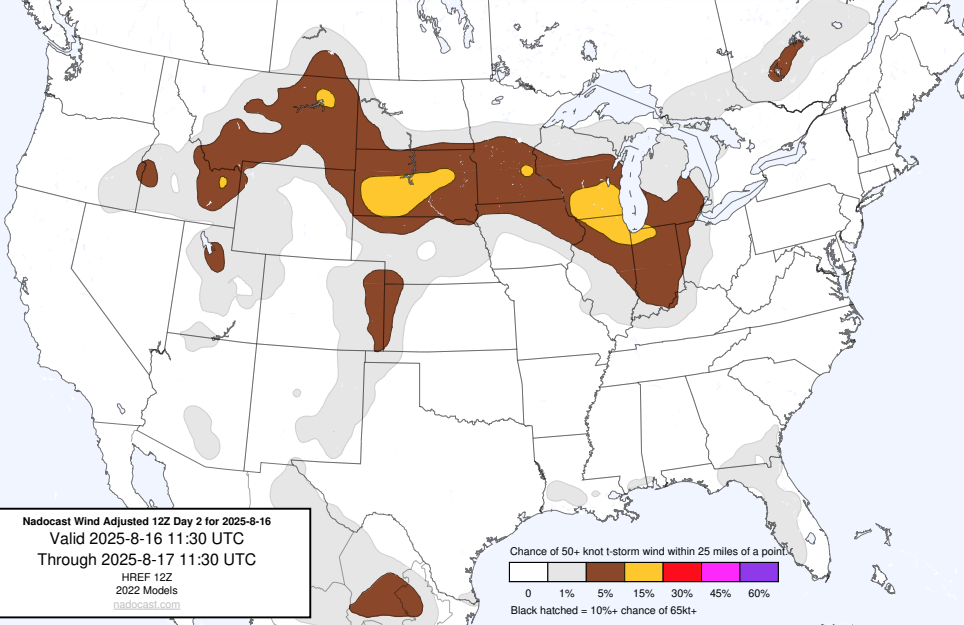 Nadocast Wind Adjusted 12Z Day 2 for 2025-8-16
Valid 2025-8-16 11:30 UTC
Through 2025-8-17 11:30 UTC
HREF 12Z
2022 Models
nadocast.com
Chance of 50+ knot t-storm wind within 25 miles of a point.
0 1% 5% 15% 30% 45% 60%
Black hatched = 10%+ chance of 65kt+